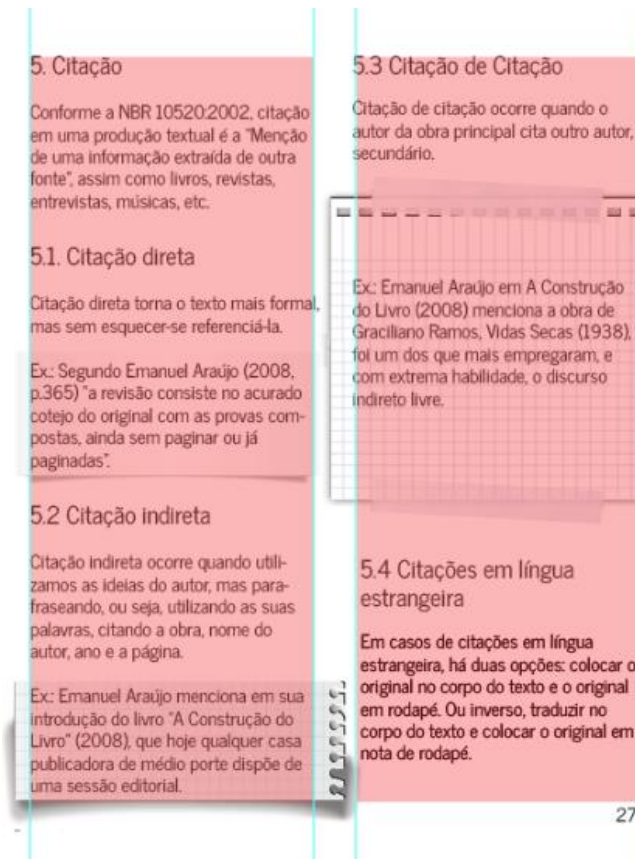 5. Citação
Conforme a NBR 10520:2002, citação
em uma produção textual é a "Menção
de uma informação extraída de outra
fonte", assim como livros, revistas,
entrevistas, músicas, etc.
5.1. Citação direta
Citação direta torna o texto mais formal,
mas sem esquecer-se referenciá-la.
Ex.: Segundo Emanuel Araújo (2008,
p.365) "a revisão consiste no acurado
cotejo do original com as provas com-
postas, ainda sem paginar ou já
paginadas".
5.2 Citação indireta
Citação indireta ocorre quando utili-
zamos as ideias do autor, mas para-
fraseando, ou seja, utilizando as suas
palavras, citando a obra, nome do
autor, ano e a página.
Ex.: Emanuel Araújo menciona em sua
introdução do livro "A Construção do
Livro" (2008), que hoje qualquer casa
publicadora de médio porte dispõe de
uma sessão editorial.
5.3 Citação de Citação
Citação de citação ocorre quando o
autor da obra principal cita outro autor,
secundário.
Ex.: Emanuel Araújo em A Construção
do Livro (2008) menciona a obra de
Graciliano Ramos, Vidas Secas (1938),
foi um dos que mais empregaram, e
com extrema habilidade, o discurso
indireto livre.
5.4 Citações em língua
estrangeira
Em casos de citações em língua
estrangeira, há duas opções: colocar o
original no corpo do texto e o original
em rodapé. Ou inverso, traduzir no
corpo do texto e colocar o original em
nota de rodapé.
27